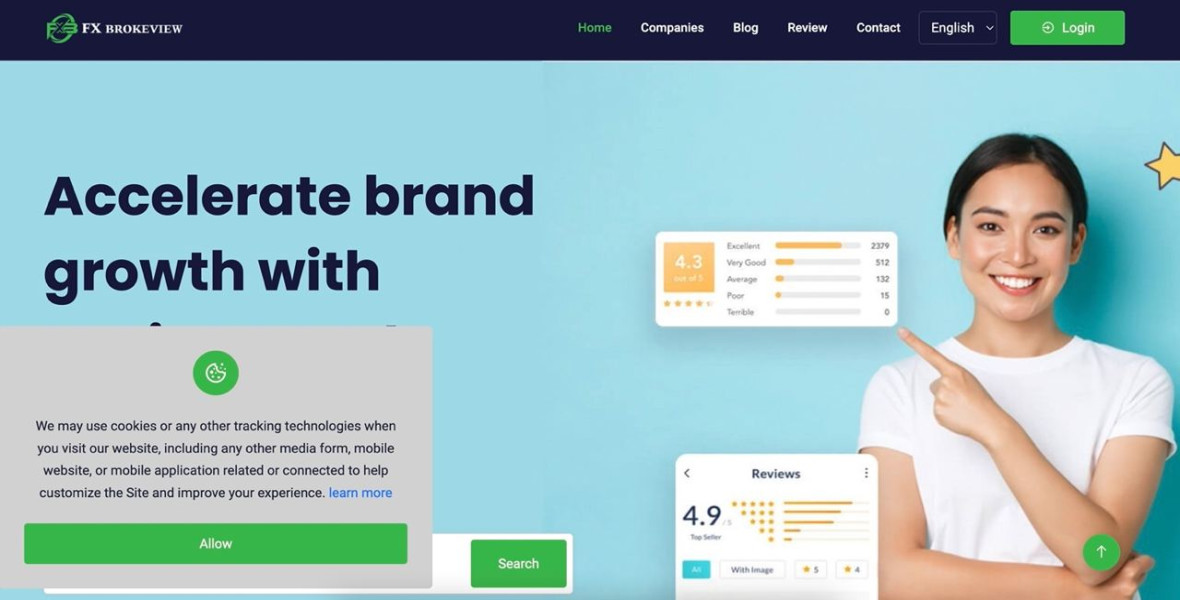 FX BROKEVIEW
Home
Companies
Blog
Review
Contact
English
Login
Accelerate brand
growth with
4.3
out of 5
Excellent 2379
Very Good 512
Average 132
Poor 15
Terrible 0
We may use cookies or any other tracking technologies when
you visit our website, including any other media form, mobile
website, or mobile application related or connected to help
customize the Site and improve your experience. learn more
Allow
Search
Reviews
4.9 / 5
Top Seller
All
With Image
5
4